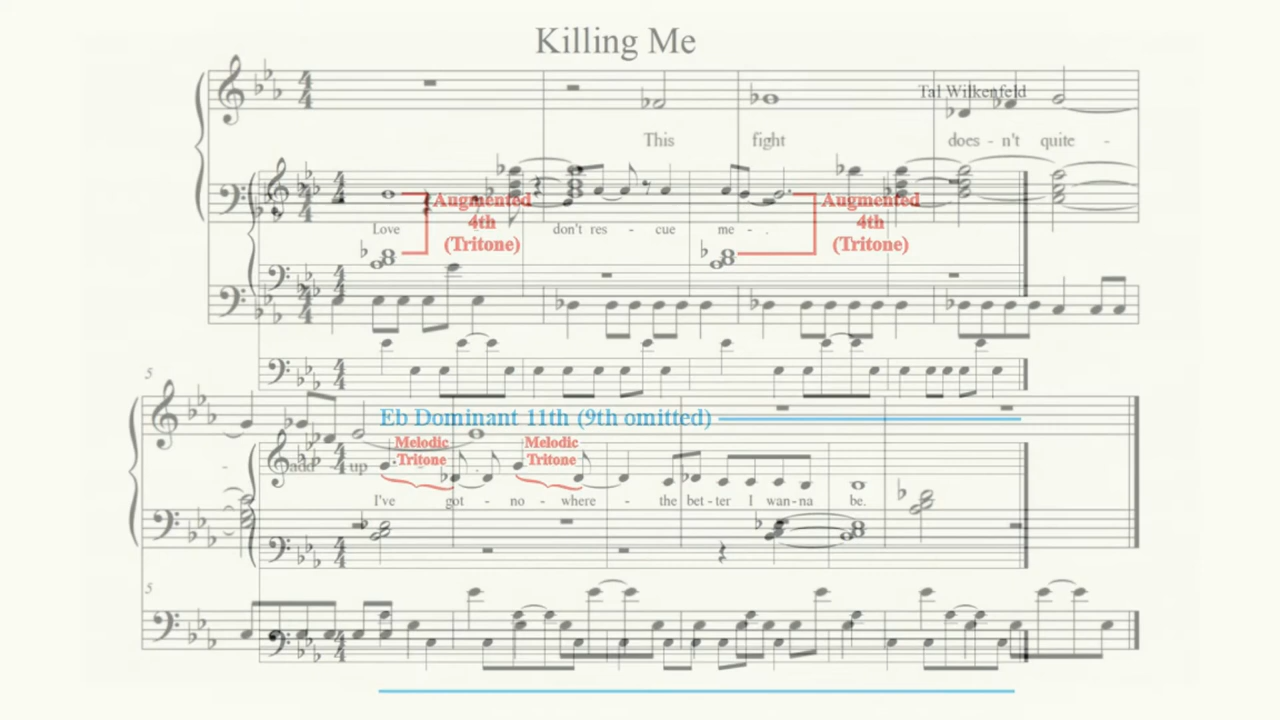 Killing Me
Tal Wilkenfeld
This fight does - n't quite -
Augmented
4th
(Tritone)
Augmented
4th
(Tritone)
Love don't res - cue me - .
5
Eb Dominant 11th (9th omitted)
Melodic
Tritone
Melodic
Tritone
- add - up
I've got - no - where - the bet - ter I wan - na be.
5